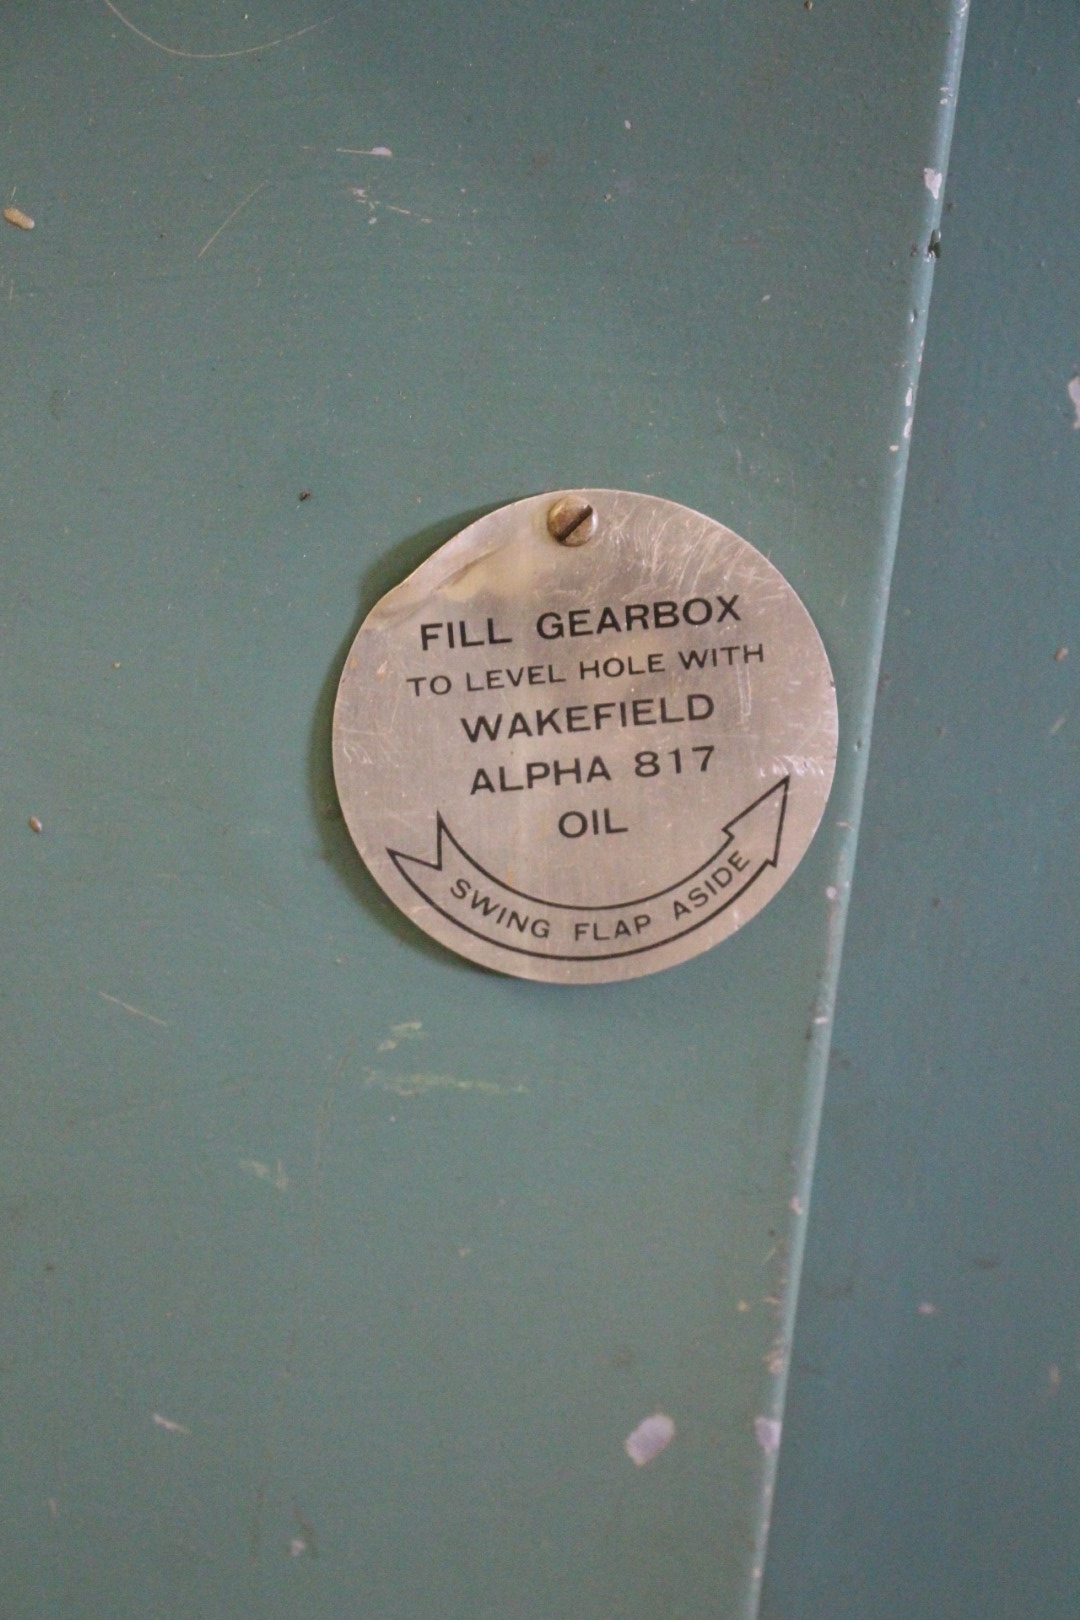 FILL GEARBOX
TO LEVEL HOLE WITH
WAKEFIELD
ALPHA 817
OIL
SWING FLAP ASIDE